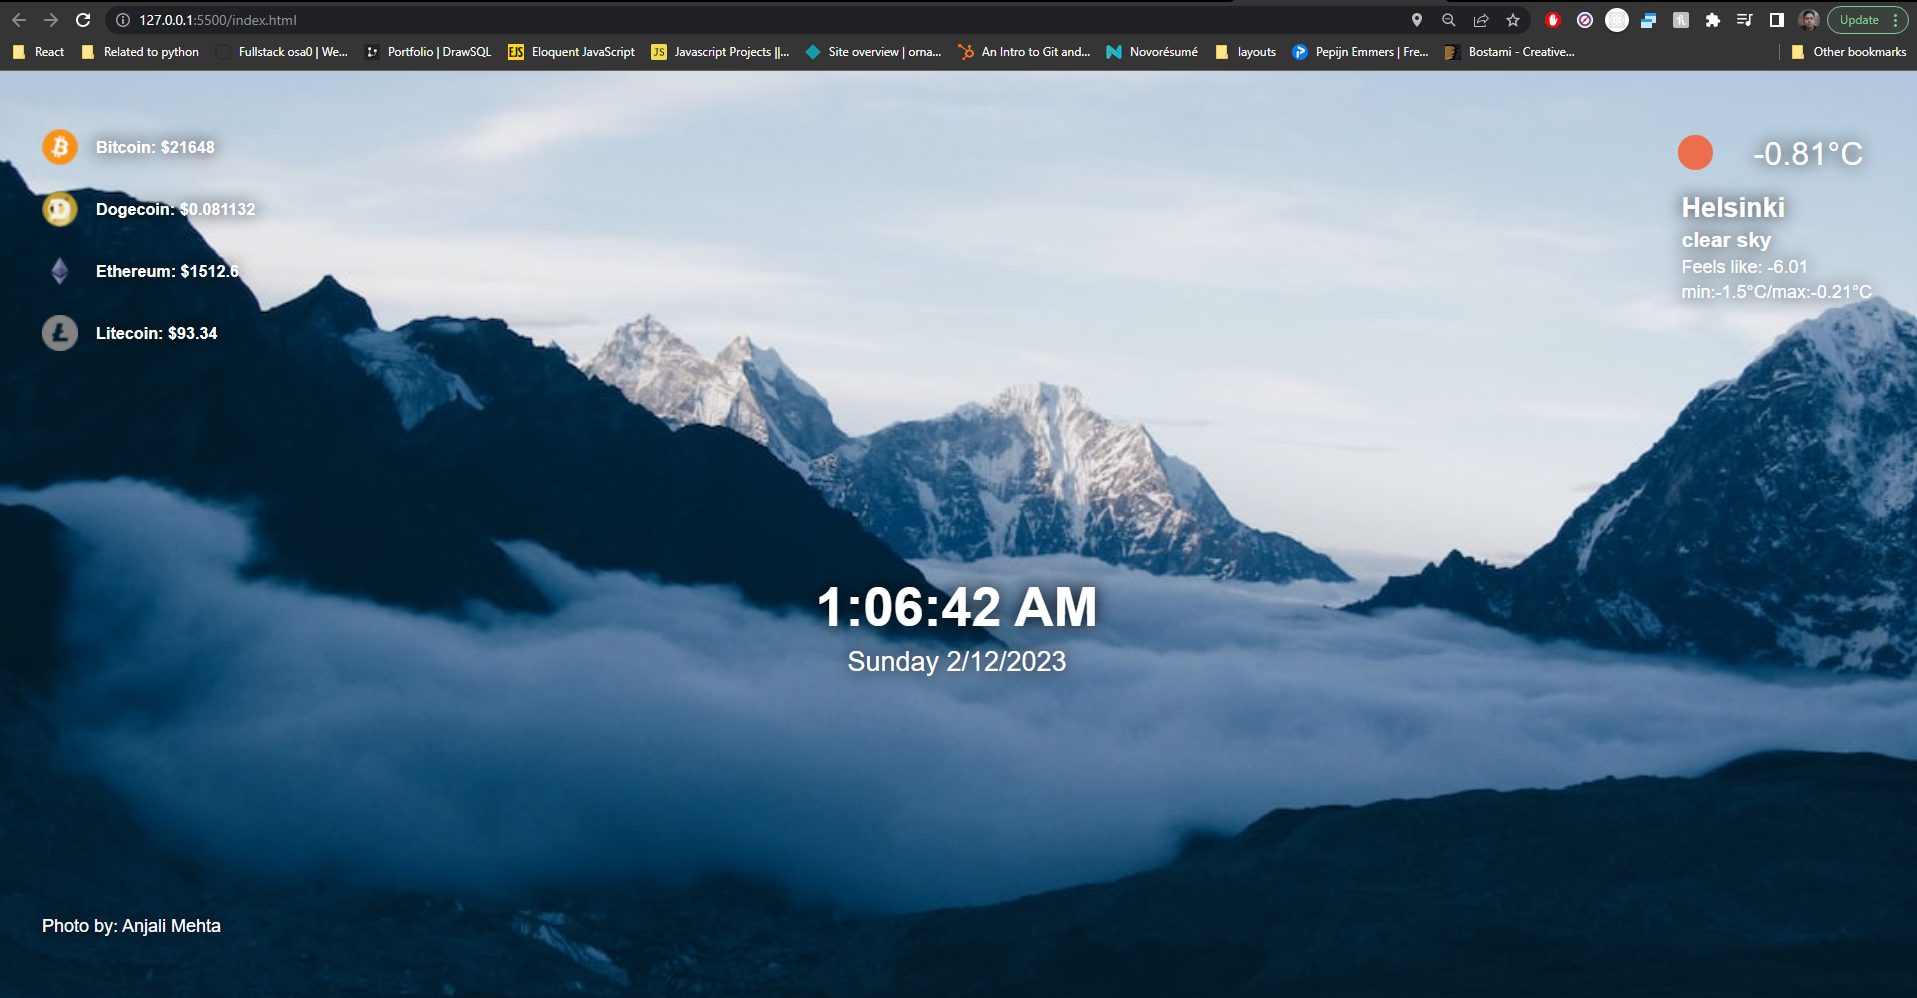 127.0.0.1:5500/index.html
Update
React
Related to python
Fullstack osa0 | We...
Portfolio | DrawSQL
EJS
Eloquent JavaScript
JS
Javascript Projects ||...
Site overview | orna...
An Intro to Git and...
Novorésumé
layouts
Pepijn Emmers | Fre...
Bostami - Creative...
Other bookmarks
Bitcoin: $21648
Dogecoin: $0.081132
Ethereum: $1512.6
Litecoin: $93.34
-0.81°C
Helsinki
clear sky
Feels like: -6.01
min:-1.5°C/max:-0.21°C
1:06:42 AM
Sunday 2/12/2023
Photo by: Anjali Mehta